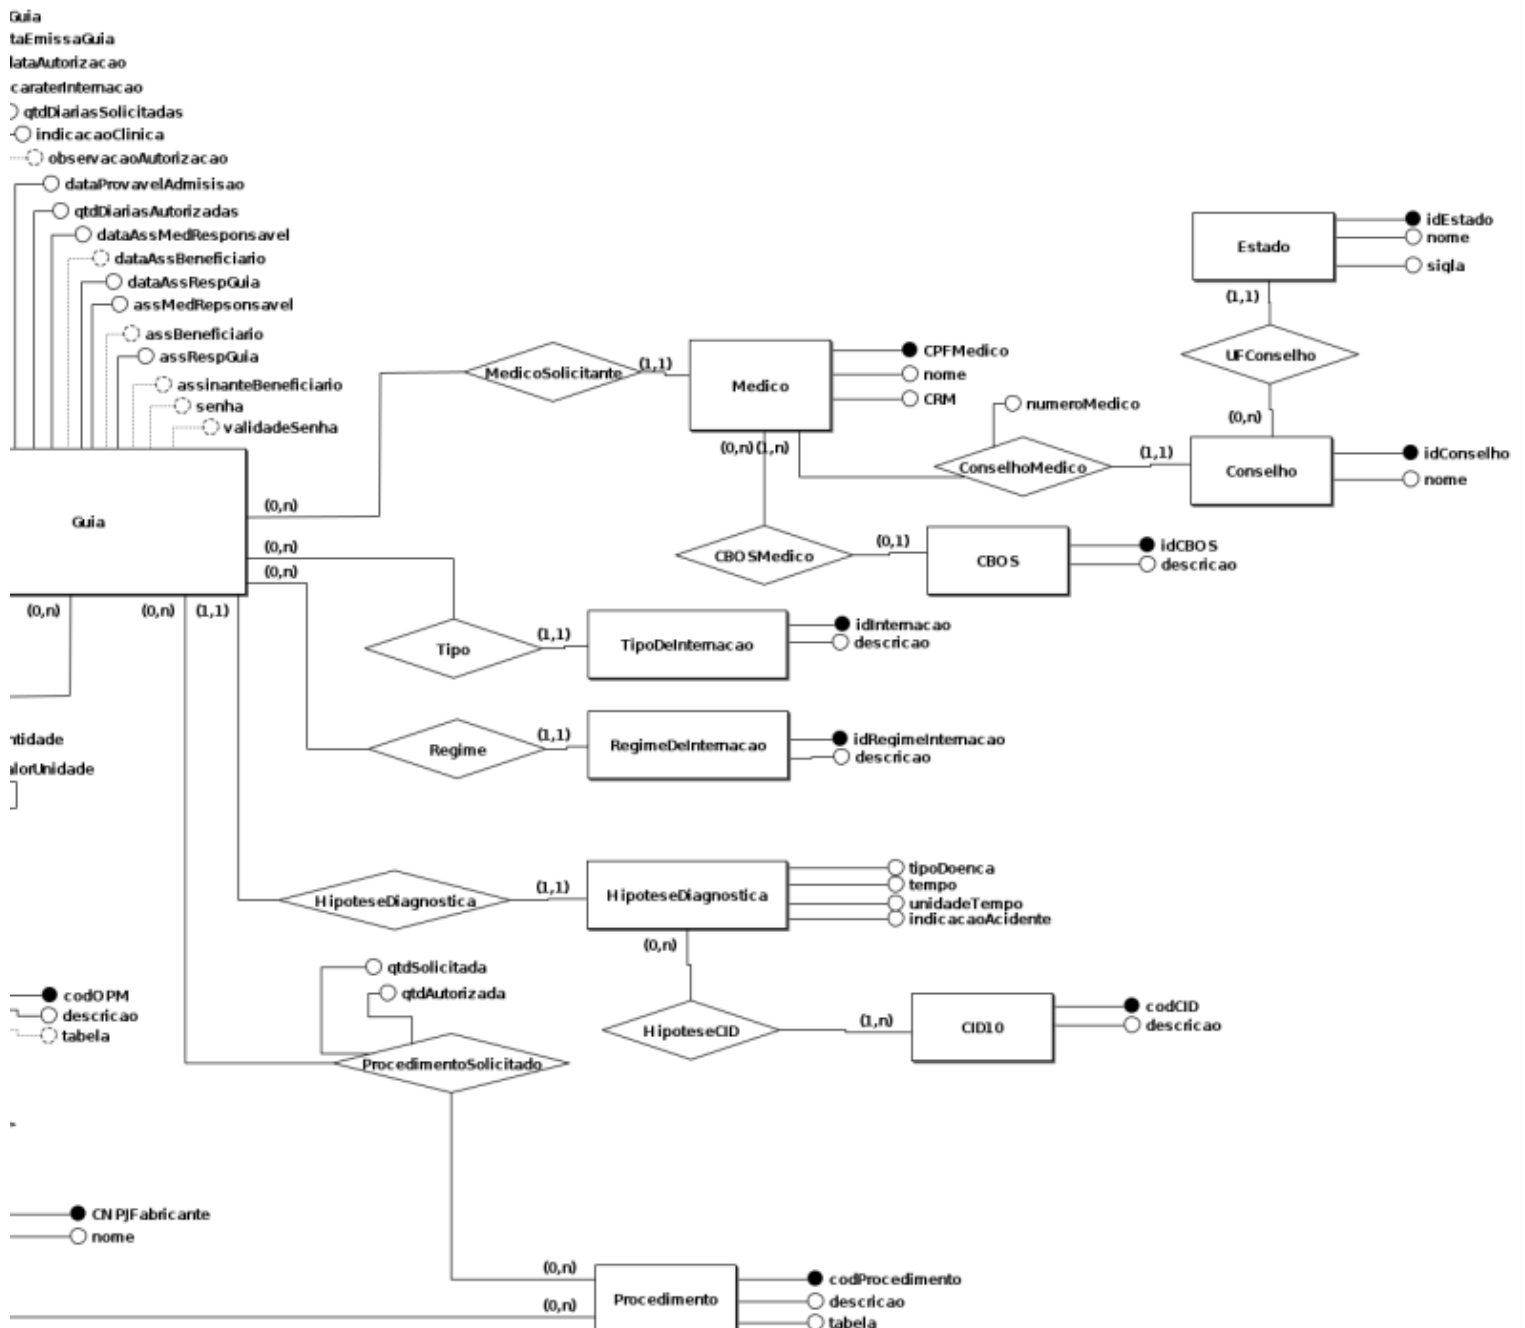 Guia
taEmissaGuia
dataAutorizacao
caraterInternacao
qtdDiariasSolicitadas
indicacaoClinica
observacaoAutorizacao
dataProvavelAdmisisao
qtdDiariasAutorizadas
dataAssMedResponsavel
dataAssBeneficiario
dataAssRespGuia
assMedRepsonsavel
assBeneficiario
assRespGuia
assinanteBeneficiario
senha
validadeSenha
Guia
(0,n)
(0,n)
(0,n)
(0,n)
(0,n)
(1,1)
MedicoSolicitante
(1,1)
Medico
CPFMedico
nome
CRM
(0,n)
(1,n)
numeroMedico
ConselhoMedico
(1,1)
Estado
idEstado
nome
sigla
(1,1)
UFConselho
(0,n)
Conselho
idConselho
nome
CBOSMedico
(0,1)
CBOS
idCBOS
descricao
Tipo
(1,1)
TipoDeInternacao
idInternacao
descricao
Regime
(1,1)
RegimeDeInternacao
idRegimeInternacao
descricao
ntidade
alorUnidade
HipoteseDiagnostica
(1,1)
HipoteseDiagnostica
tipoDoenca
tempo
unidadeTempo
indicacaoAcidente
(0,n)
HipoteseCID
(1,n)
CID10
codCID
descricao
qtdSolicitada
qtdAutorizada
ProcedimentoSolicitado
codOPM
descricao
tabela
CNPJFabricante
nome
(0,n)
(0,n)
Procedimento
codProcedimento
descricao
tabela